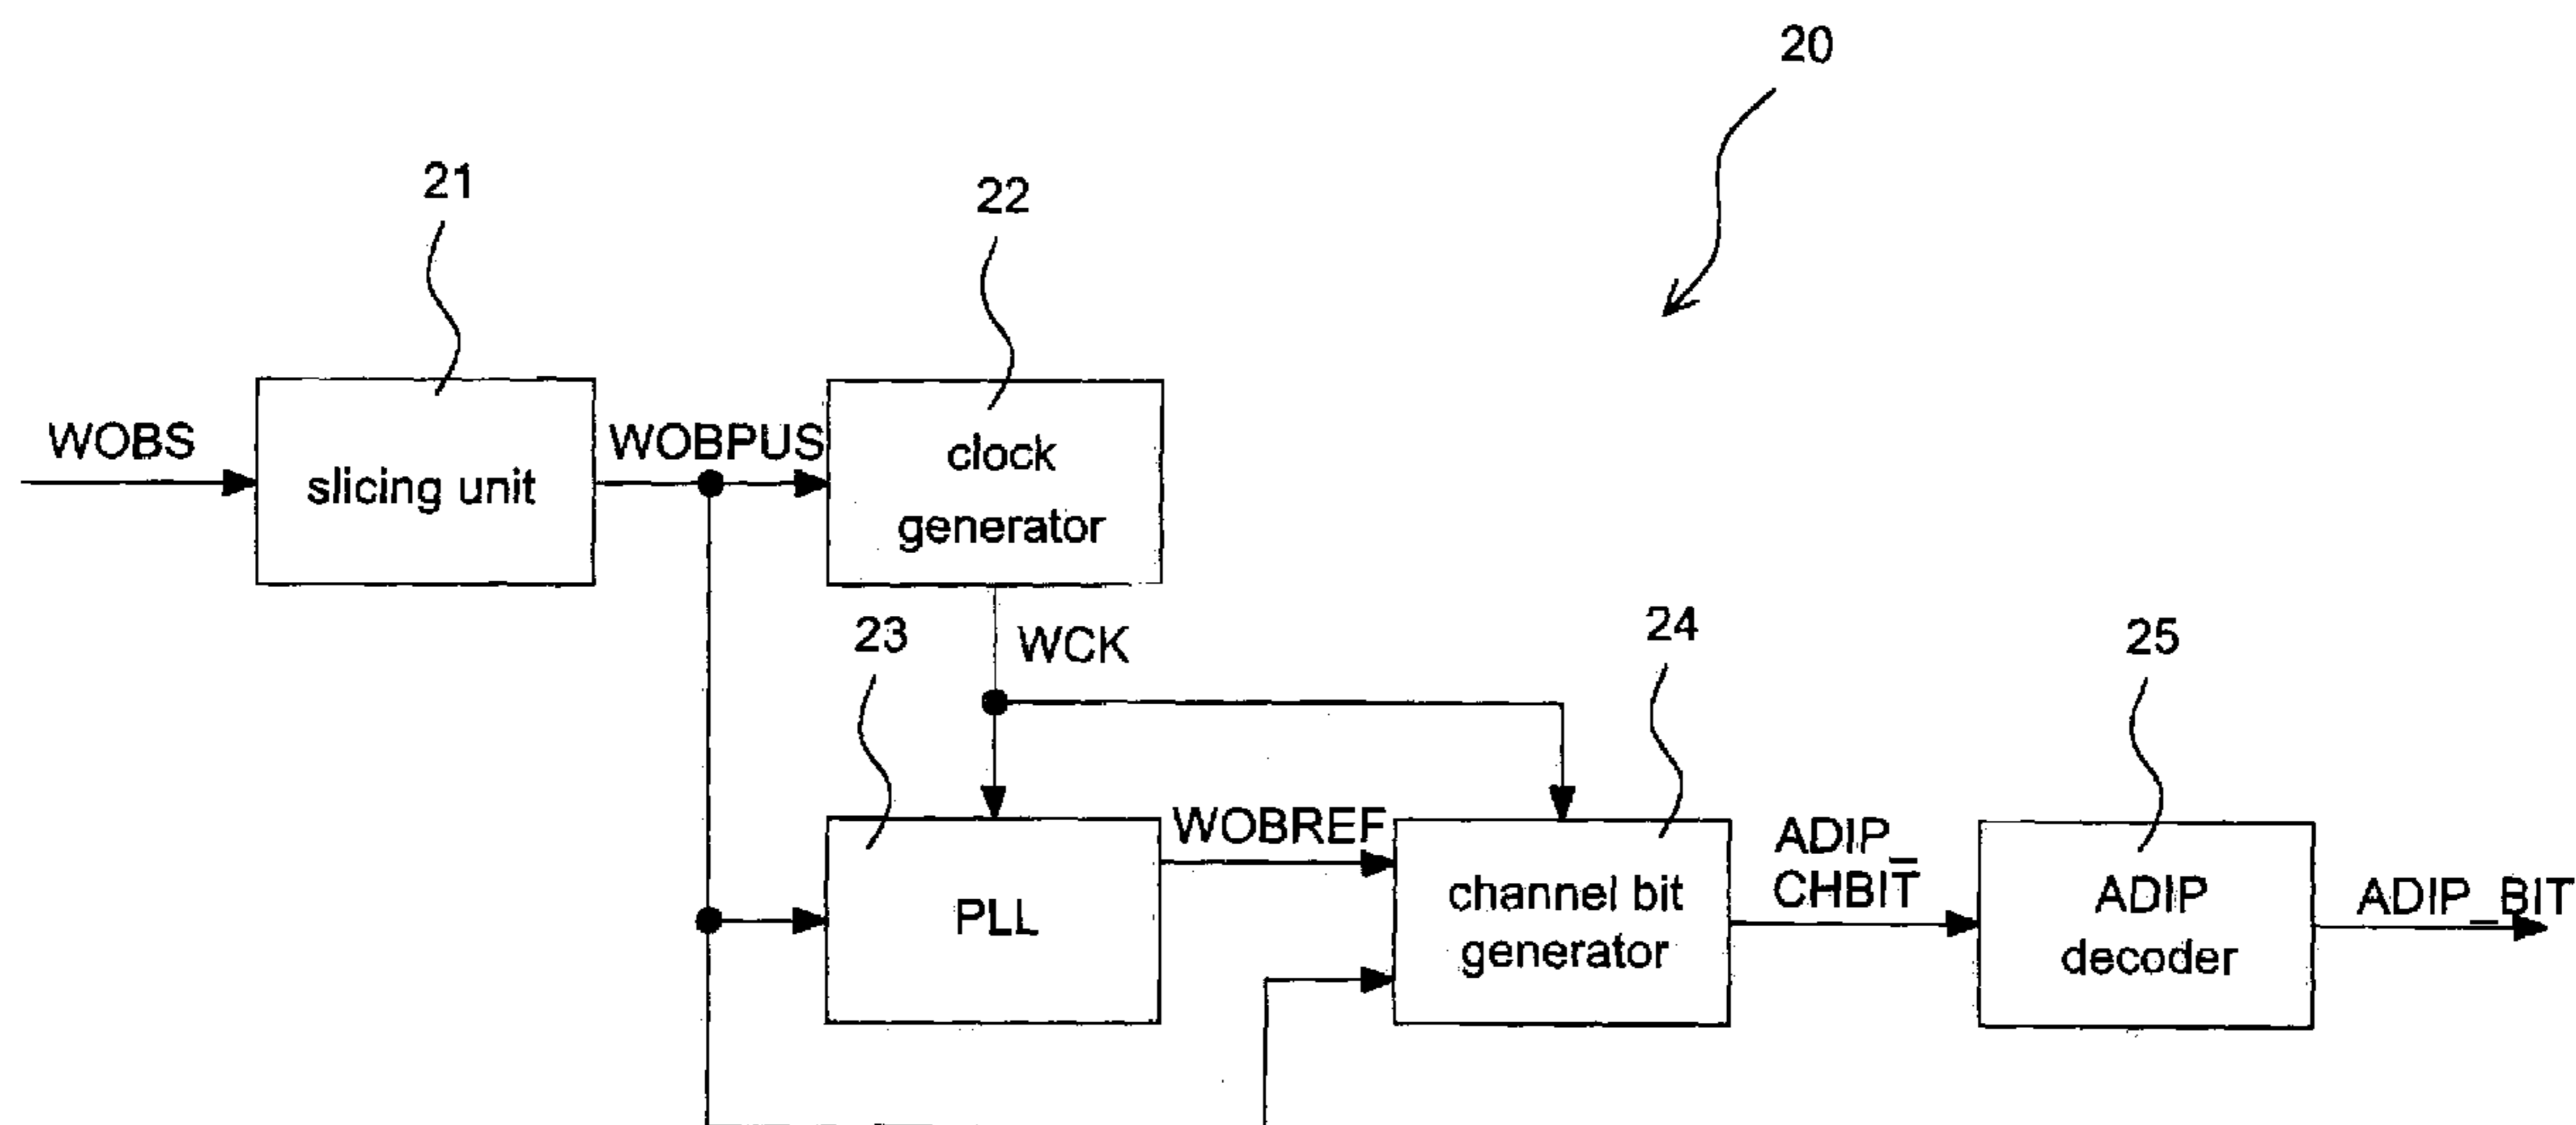 20
21
22
WOBS
slicing unit
WOBPUS
clock
generator
23
WCK
24
25
PLL
WOBREF
channel bit
generator
ADIP_
CHBIT
ADIP
decoder
ADIP_BIT